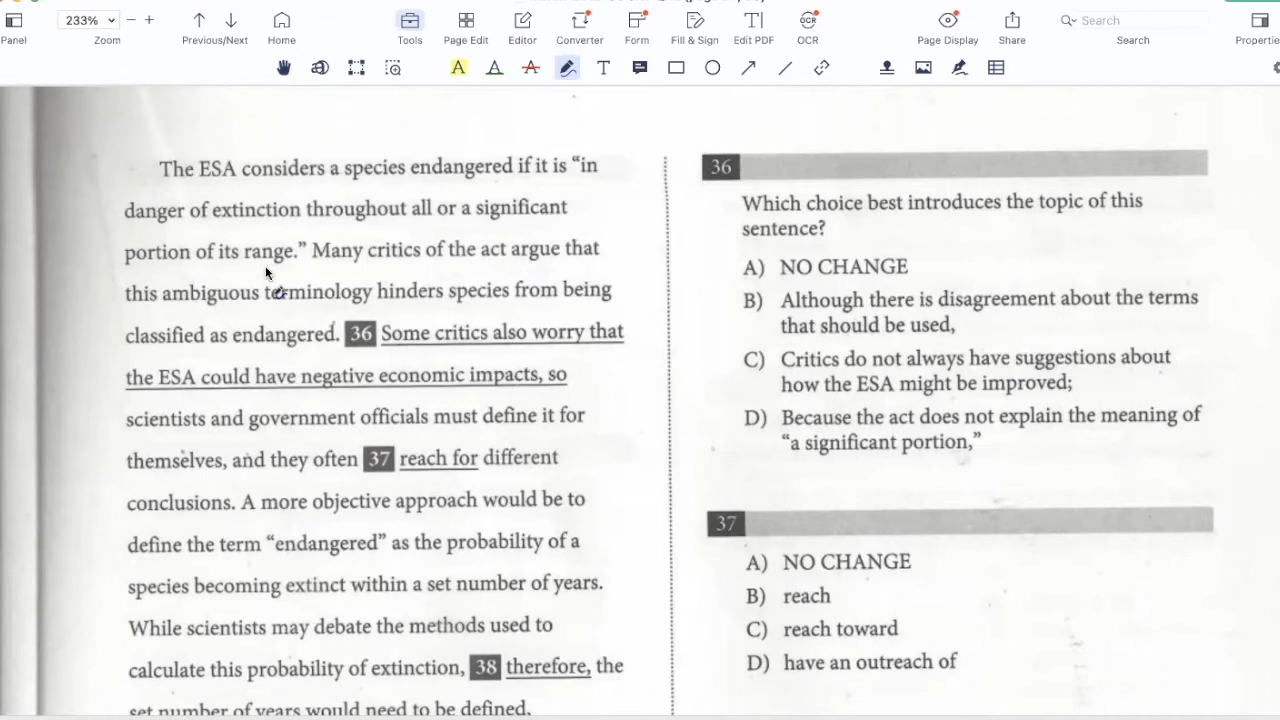 233%
Panel
Zoom
Previous/Next
Home
Tools
Page Edit
Editor
Converter
Form
Fill & Sign
Edit PDF
OCR
OCR
Page Display
Share
Search
Search
A
A
A
T
The ESA considers a species endangered if it is “in
danger of extinction throughout all or a significant
portion of its range.” Many critics of the act argue that
this ambiguous terminology hinders species from being
classified as endangered. 36 Some critics also worry that
the ESA could have negative economic impacts, so
scientists and government officials must define it for
themselves, and they often 37 reach for different
conclusions. A more objective approach would be to
define the term “endangered” as the probability of a
species becoming extinct within a set number of years.
While scientists may debate the methods used to
calculate this probability of extinction, 38 therefore, the
set number of years would need to be defined.
36
Which choice best introduces the topic of this
sentence?
A) NO CHANGE
B) Although there is disagreement about the terms
that should be used,
C) Critics do not always have suggestions about
how the ESA might be improved;
D) Because the act does not explain the meaning of
“a significant portion,”
37
A) NO CHANGE
B) reach
C) reach toward
D) have an outreach of